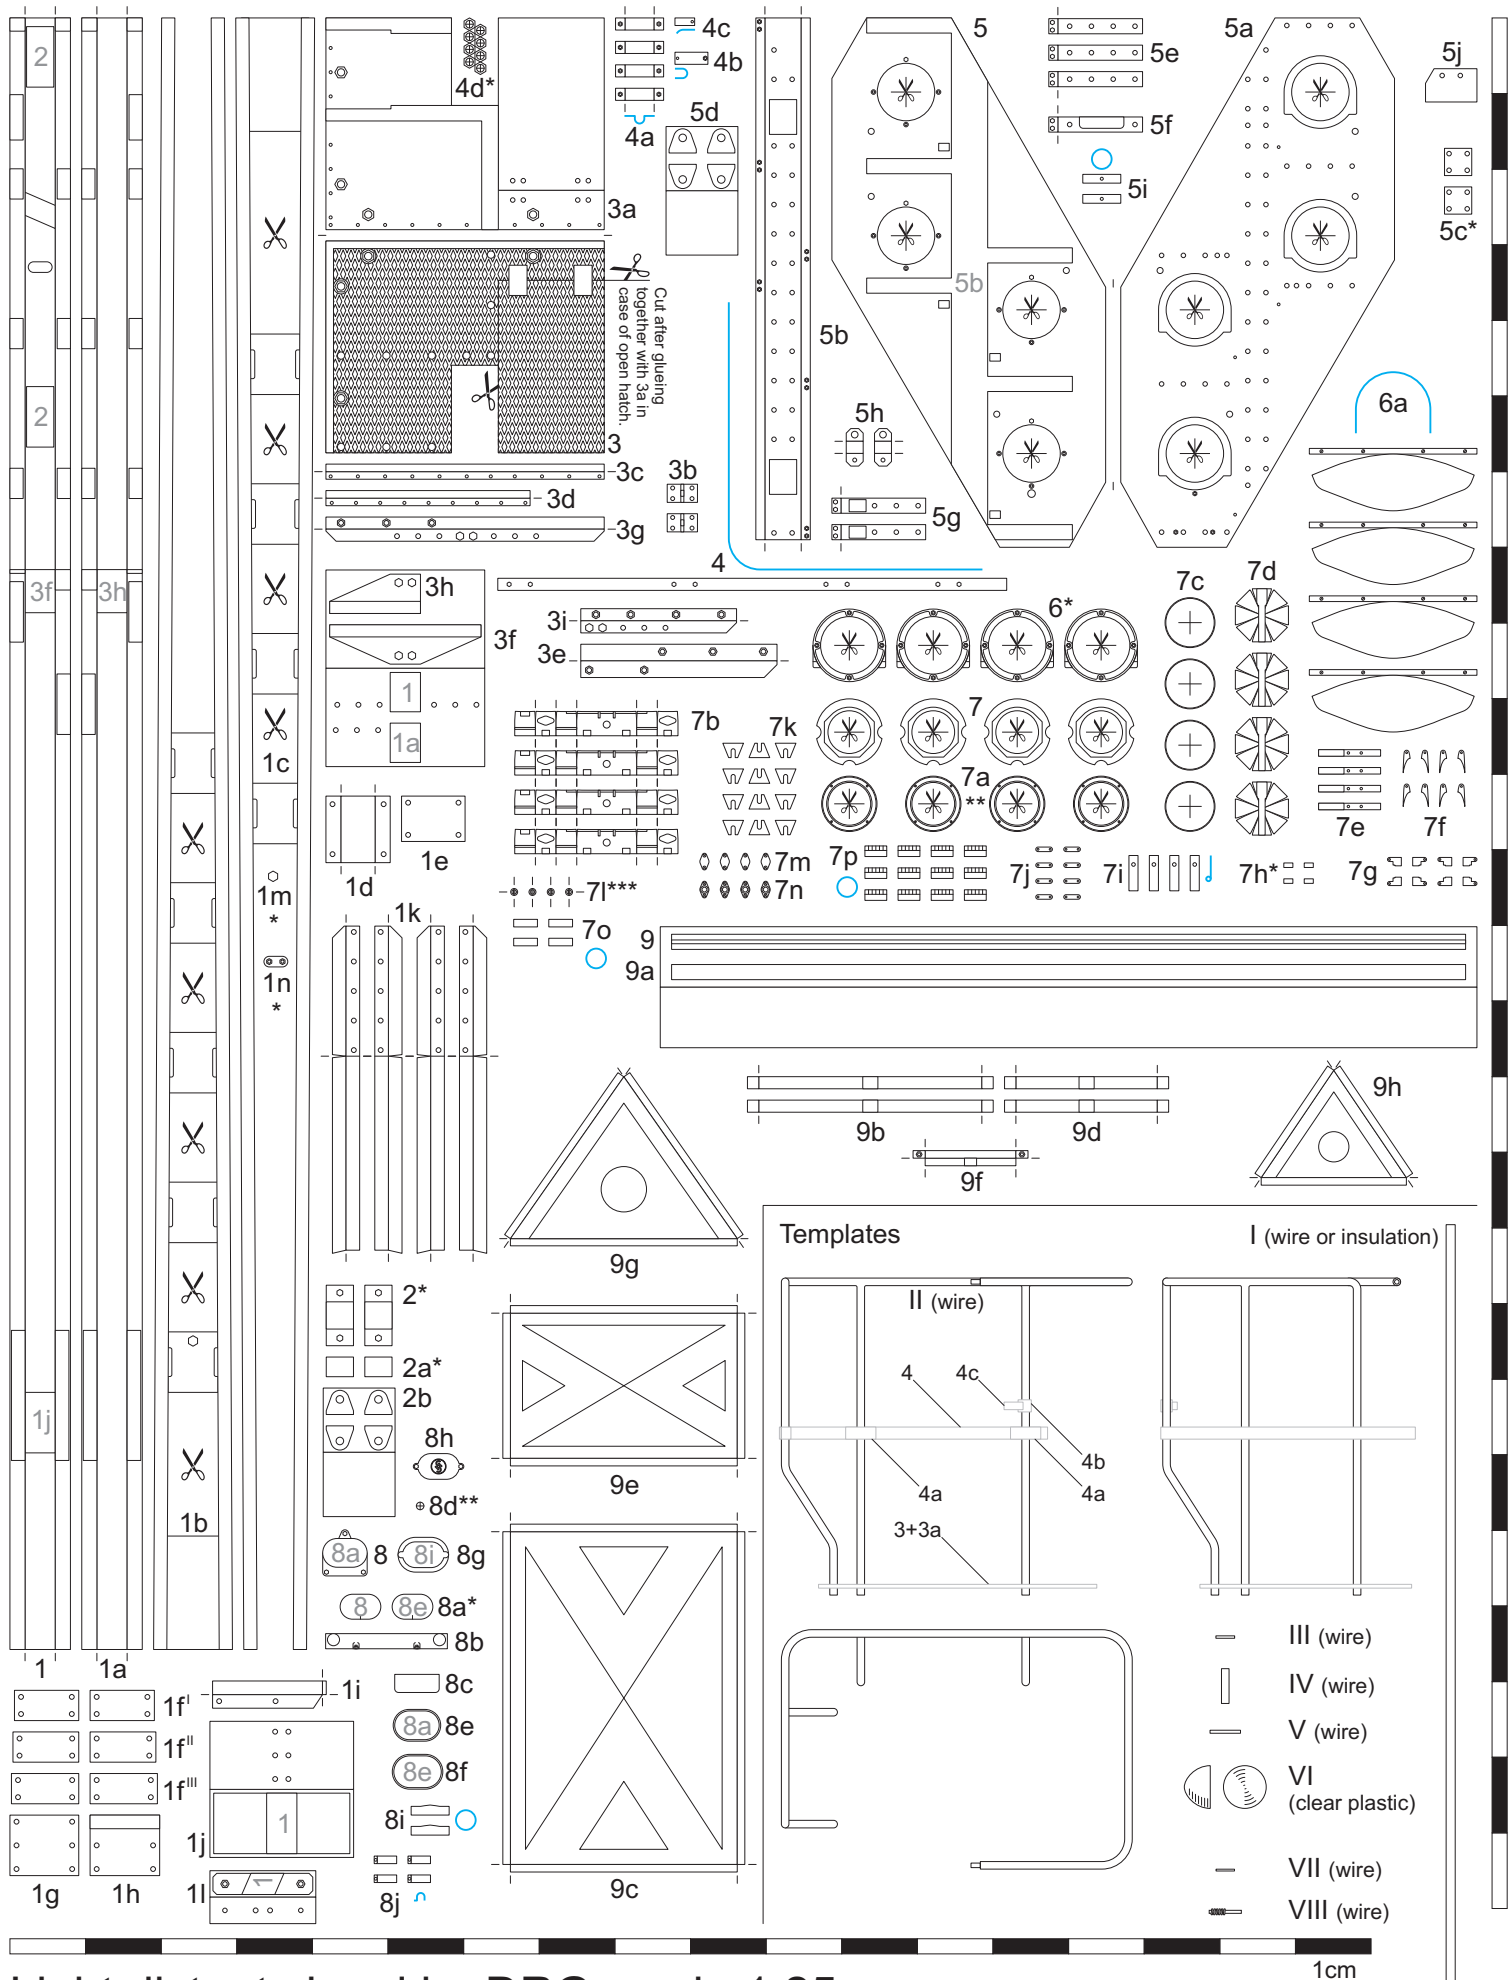 2
4c
4b
4d*
4a
5
5a
5e
5f
5j
5d
5i
5c*
3a
Cut after glueing
together with 3a in
case of open hatch.
5b
5b
2
3
3c
3b
3d
3g
5h
5g
6a
4
3f
3h
3h
3f
3i
3e
6*
7c
7d
1c
1
1a
7b
7k
7
7a
**
7e
7f
1d
1e
1m
*
1n
*
7l***
7m
7n
7o
7p
7j
7i
7h*
7g
1k
9
9a
9b
9d
9f
9h
9g
Templates
I (wire or insulation)
II (wire)
4
4c
4b
4a
4a
3+3a
2*
2a*
2b
8h
8d**
8a
8
8i
8g
8
8e
8a*
8b
9e
1j
1b
1
1a
1f I
1f II
1f III
1i
8c
8a
8e
8e
8f
8i
1j
1
1g
1h
1l
1
8j
9c
III (wire)
IV (wire)
V (wire)
VI
(clear plastic)
VII (wire)
VIII (wire)
1cm